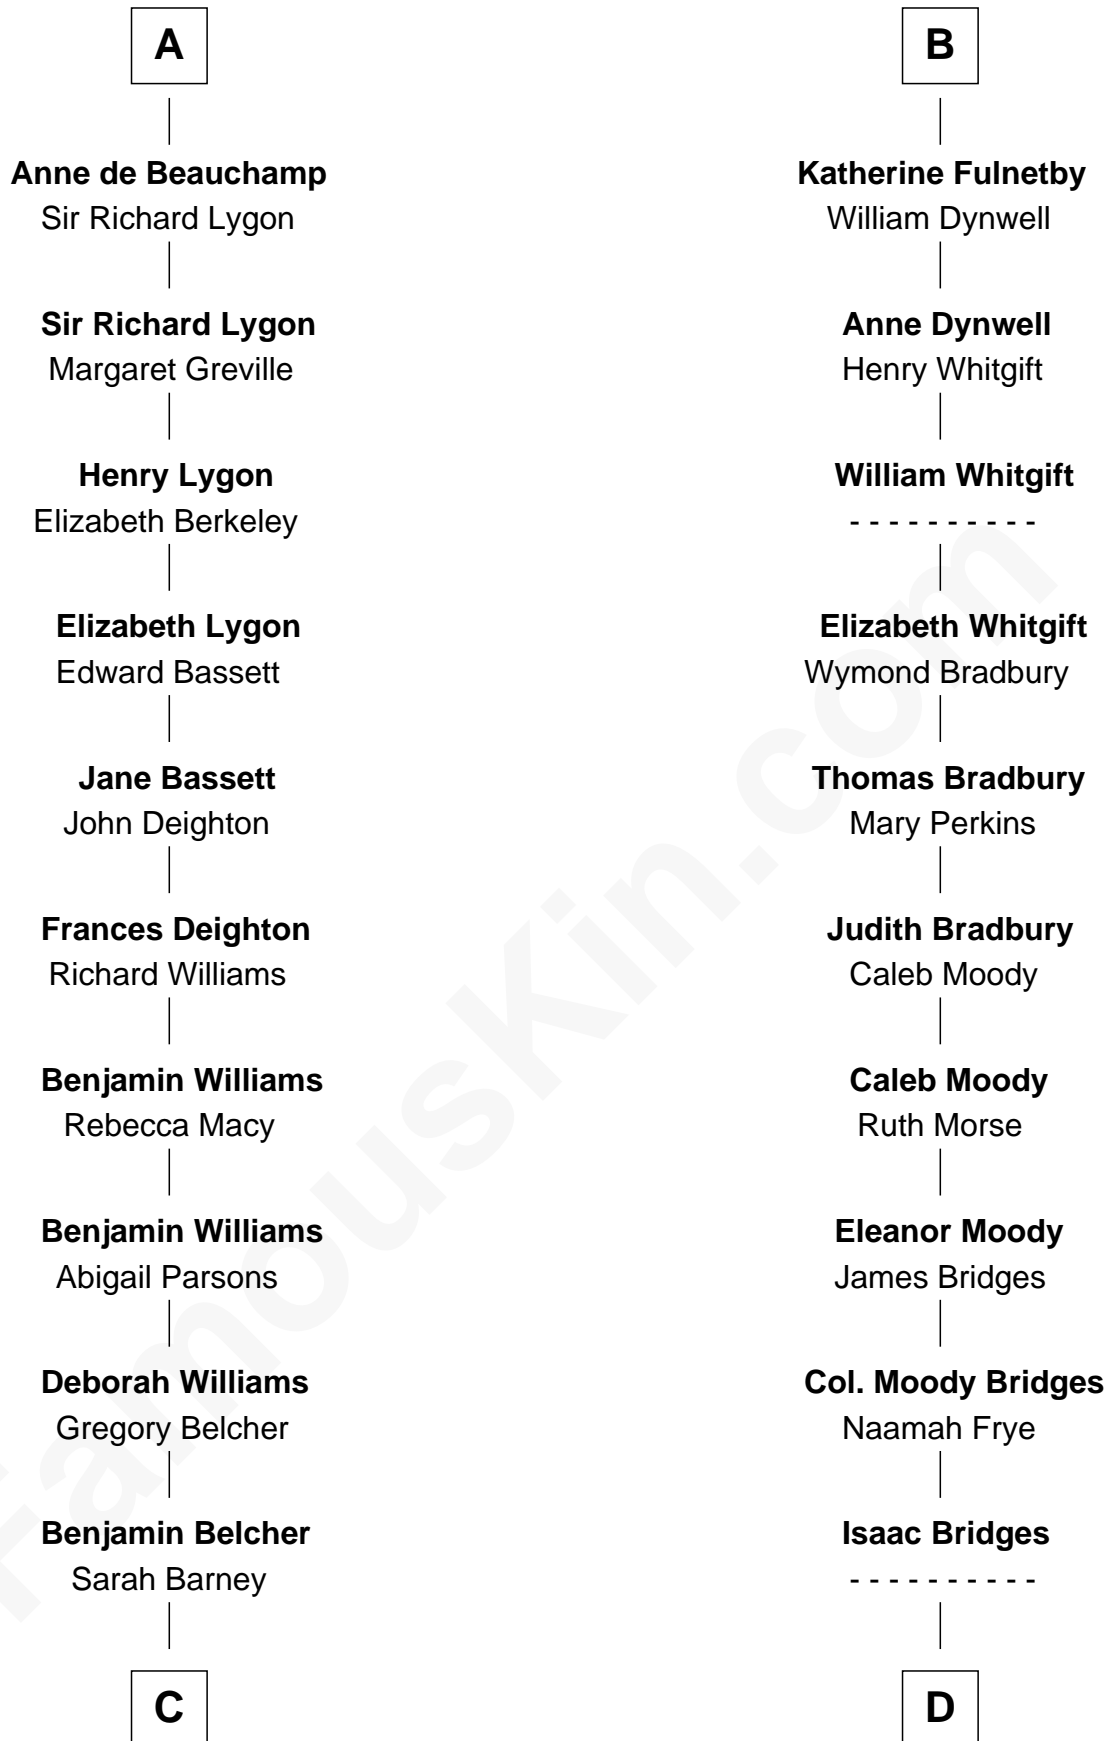 A
Anne de Beauchamp
Sir Richard Lygon
Sir Richard Lygon
Margaret Greville
Henry Lygon
Elizabeth Berkeley
Elizabeth Lygon
Edward Bassett
Jane Bassett
John Deighton
Frances Deighton
Richard Williams
Benjamin Williams
Rebecca Macy
Benjamin Williams
Abigail Parsons
Deborah Williams
Gregory Belcher
Benjamin Belcher
Sarah Barney
C
B
Katherine Fulnetby
William Dynwell
Anne Dynwell
Henry Whitgift
William Whitgift
- - - - - - - - - -
Elizabeth Whitgift
Wymond Bradbury
Thomas Bradbury
Mary Perkins
Judith Bradbury
Caleb Moody
Caleb Moody
Ruth Morse
Eleanor Moody
James Bridges
Col. Moody Bridges
Naamah Frye
Isaac Bridges
- - - - - - - - - -
D
FamousKin.com